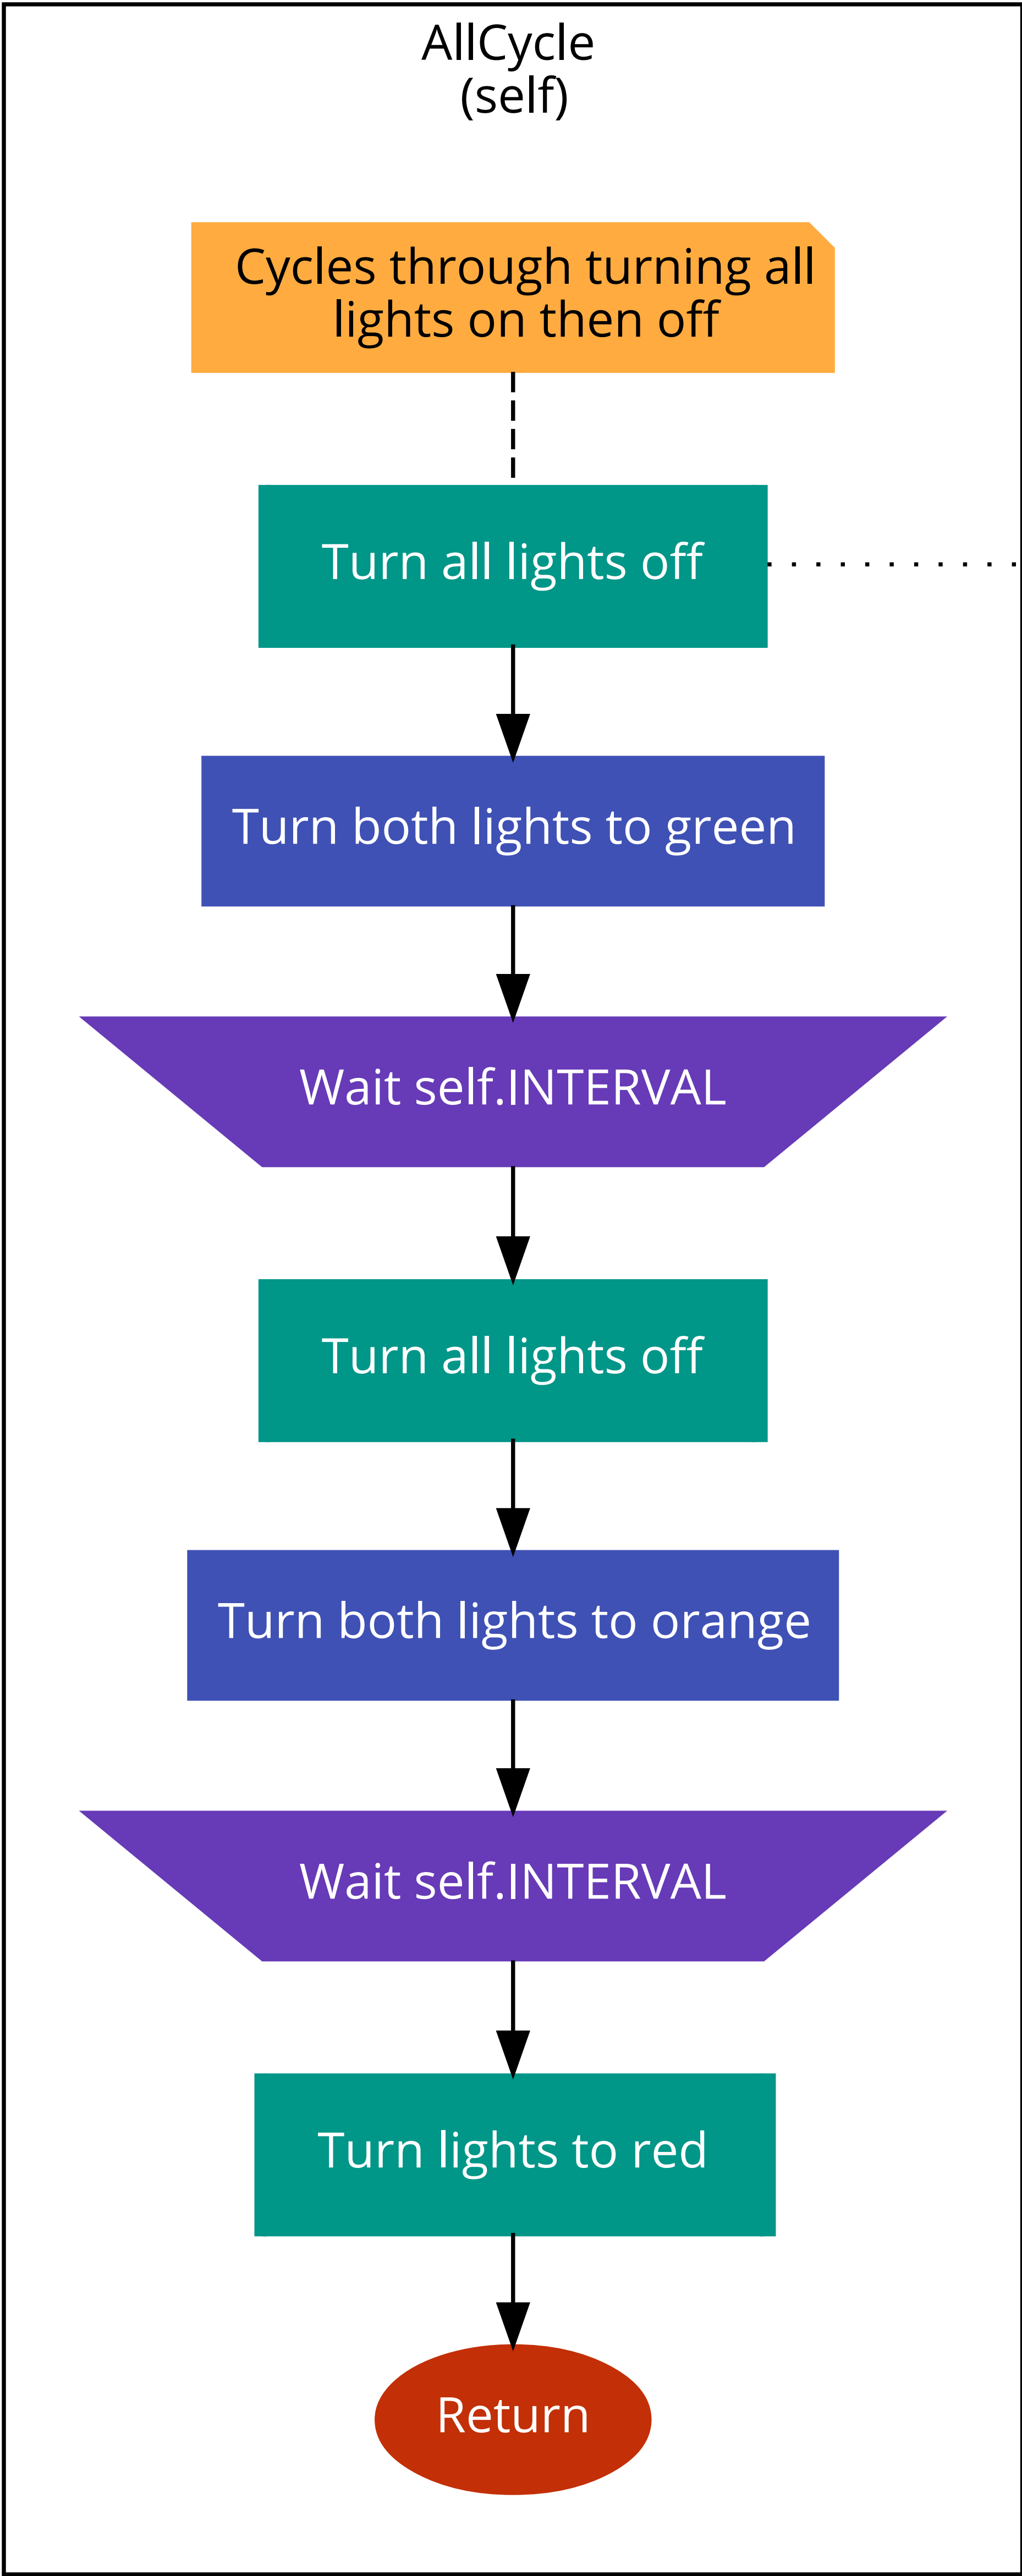 AllCycle
(self)
Cycles through turning all
lights on then off
Turn all lights off
Turn both lights to green
Wait self.INTERVAL
Turn all lights off
Turn both lights to orange
Wait self.INTERVAL
Turn lights to red
Return